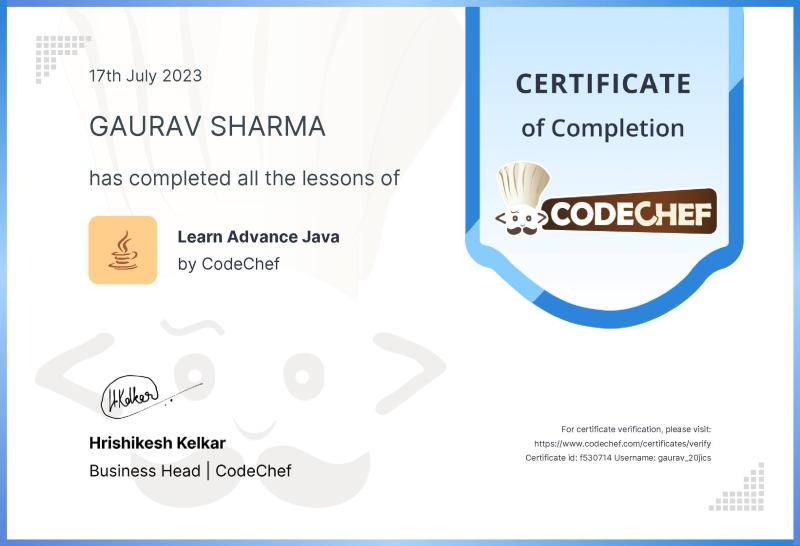 17th July 2023
GAURAV SHARMA
has completed all the lessons of
Learn Advance Java
by CodeChef
CERTIFICATE
of Completion
CODECHEF
H.Kelkar
Hrishikesh Kelkar
Business Head | CodeChef
For certificate verification, please visit:
https://www.codechef.com/certificates/verify
Certificate id: f530714 Username: gaurav_20jics